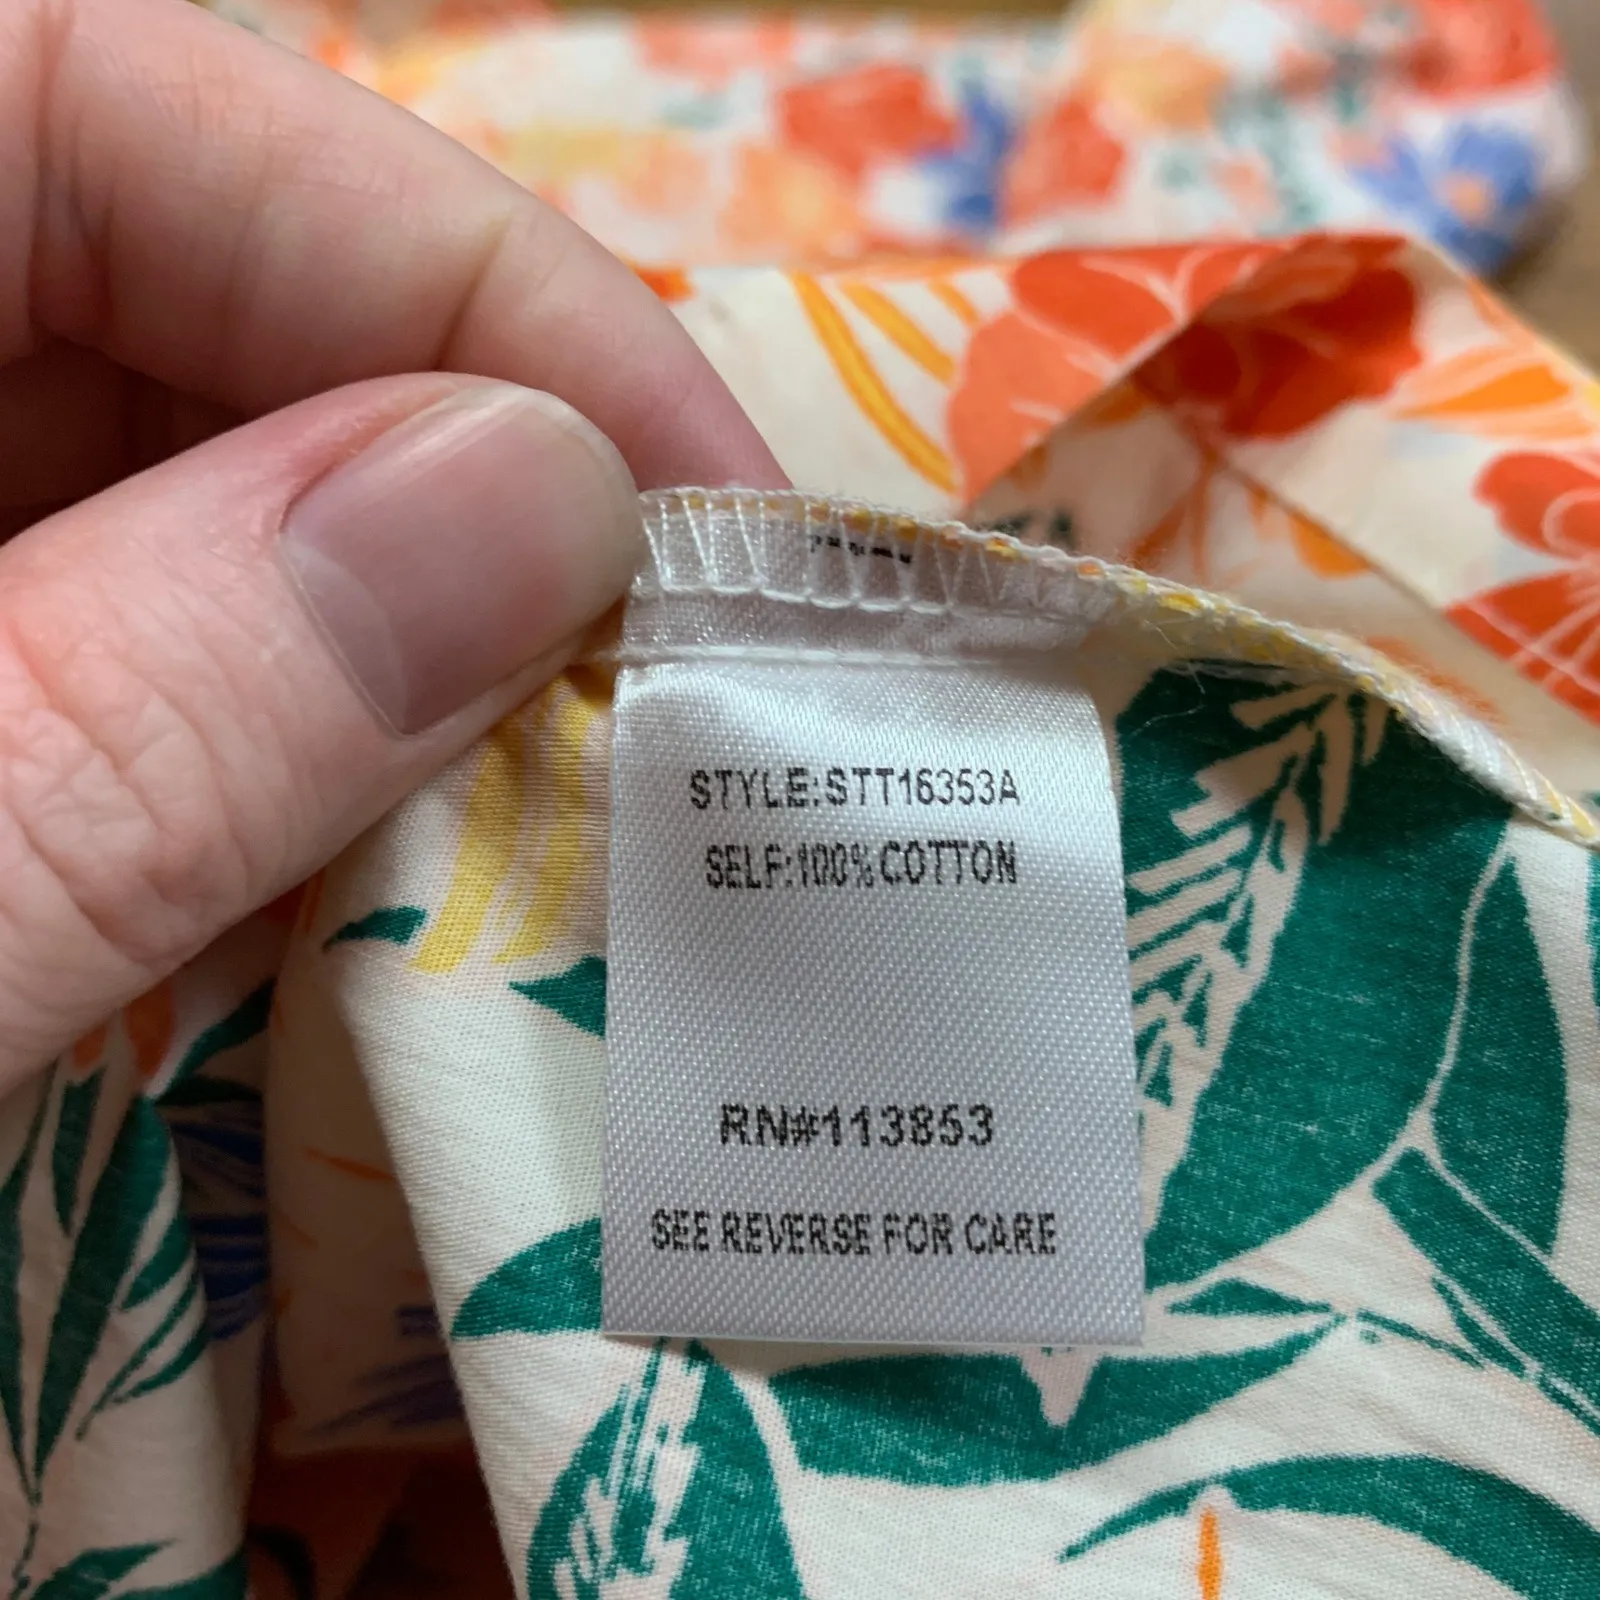 STYLE:STT16353A
SELF:100% COTTON
RN#113853
SEE REVERSE FOR CARE